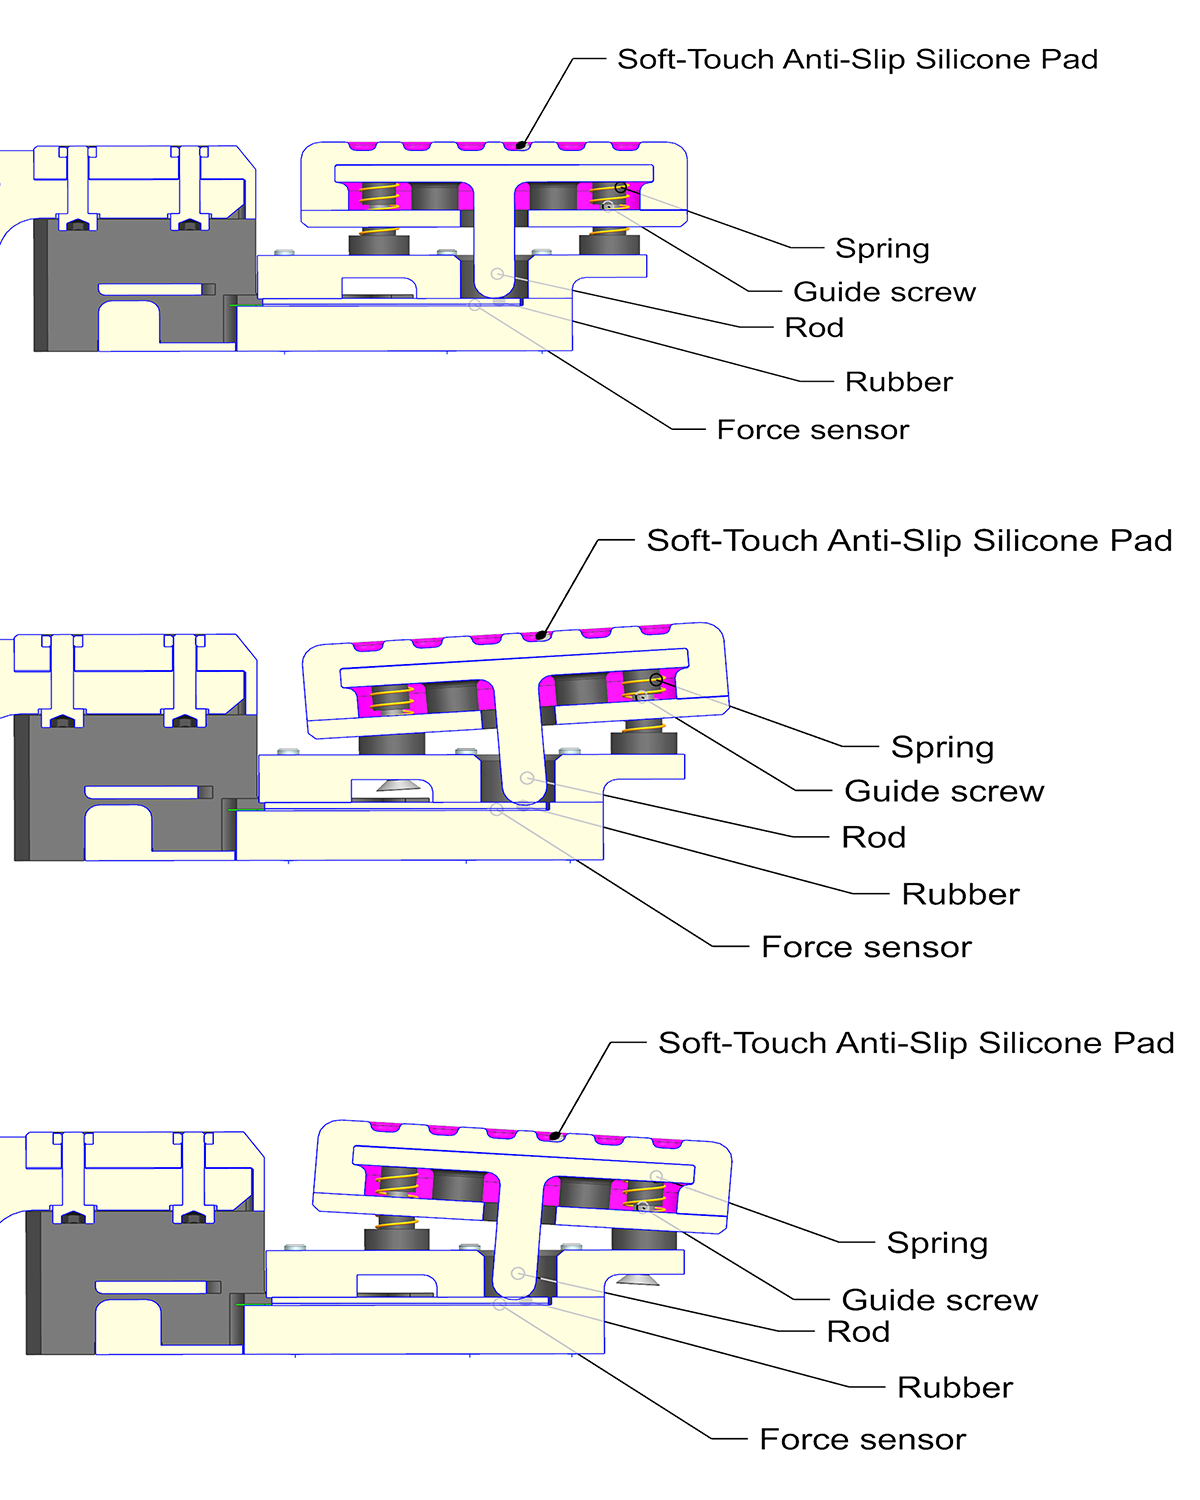 Soft-Touch Anti-Slip Silicone Pad
Spring
Guide screw
Rod
Rubber
Force sensor
Soft-Touch Anti-Slip Silicone Pad
Spring
Guide screw
Rod
Rubber
Force sensor
Soft-Touch Anti-Slip Silicone Pad
Spring
Guide screw
Rod
Rubber
Force sensor